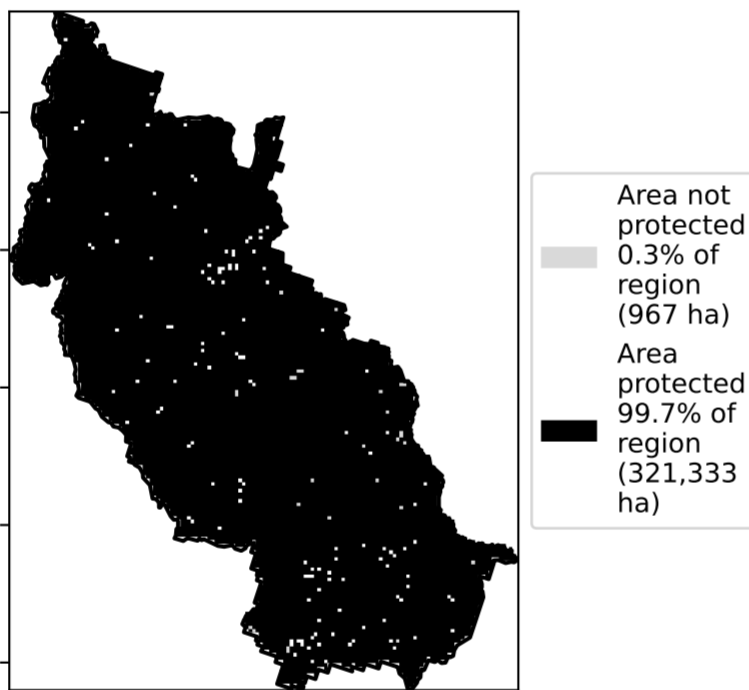 Area not
protected
0.3% of
region
(967 ha)
Area
protected
99.7% of
region
(321,333
ha)